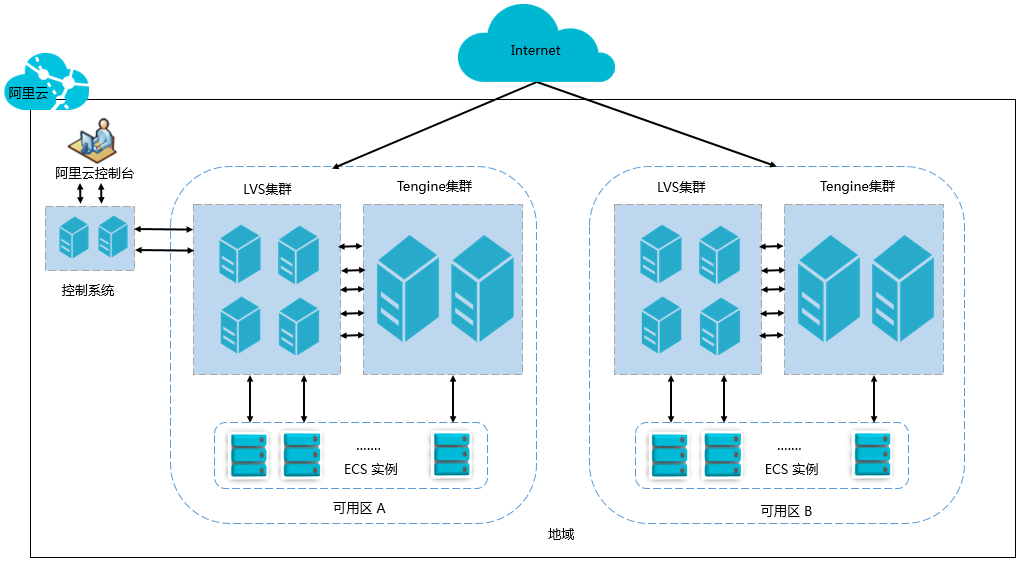 Internet
阿里云
阿里云控制台
控制系统
LVS集群
Tengine集群
.......
ECS 实例
可用区 A
LVS集群
Tengine集群
.......
ECS 实例
可用区 B
地域